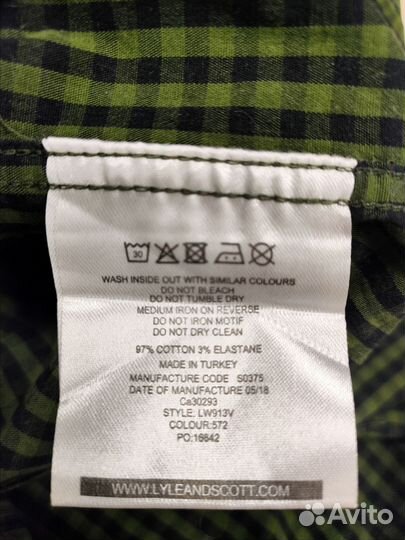 30
WASH INSIDE OUT WITH SIMILAR COLOURS
DO NOT BLEACH
DO NOT TUMBLE DRY
MEDIUM IRON ON REVERSE
DO NOT IRON MOTIF
DO NOT DRY CLEAN
97% COTTON 3% ELASTANE
MADE IN TURKEY
MANUFACTURE CODE S0375
DATE OF MANUFACTURE 05/18
Ca30293
STYLE: LW913V
COLOUR:572
PO:16642
WWW.LYLEANDSCOTT.COM
Avito